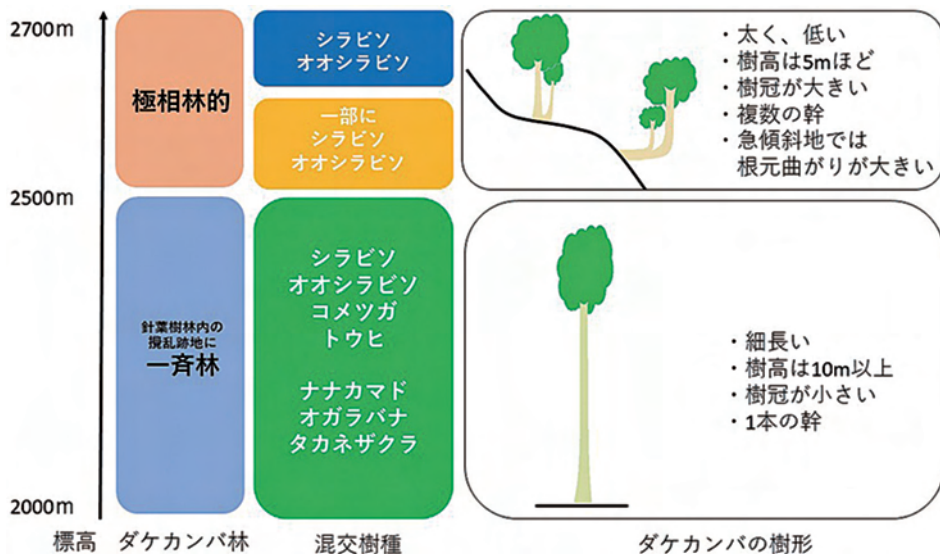 2700m
2500m
2000m
標高
極相林的
針葉樹林内の
撹乱跡地に
一斉林
ダケカンバ林
シラビソ
オオシラビソ
一部に
シラビソ
オオシラビソ
シラビソ
オオシラビソ
コメツガ
トウヒ
ナナカマド
オガラバナ
タカネザクラ
混交樹種
・太く、低い
・樹高は5mほど
・樹冠が大きい
・複数の幹
・急傾斜地では
根元曲がりが大きい
・細長い
・樹高は10m以上
・樹冠が小さい
・1本の幹
ダケカンバの樹形